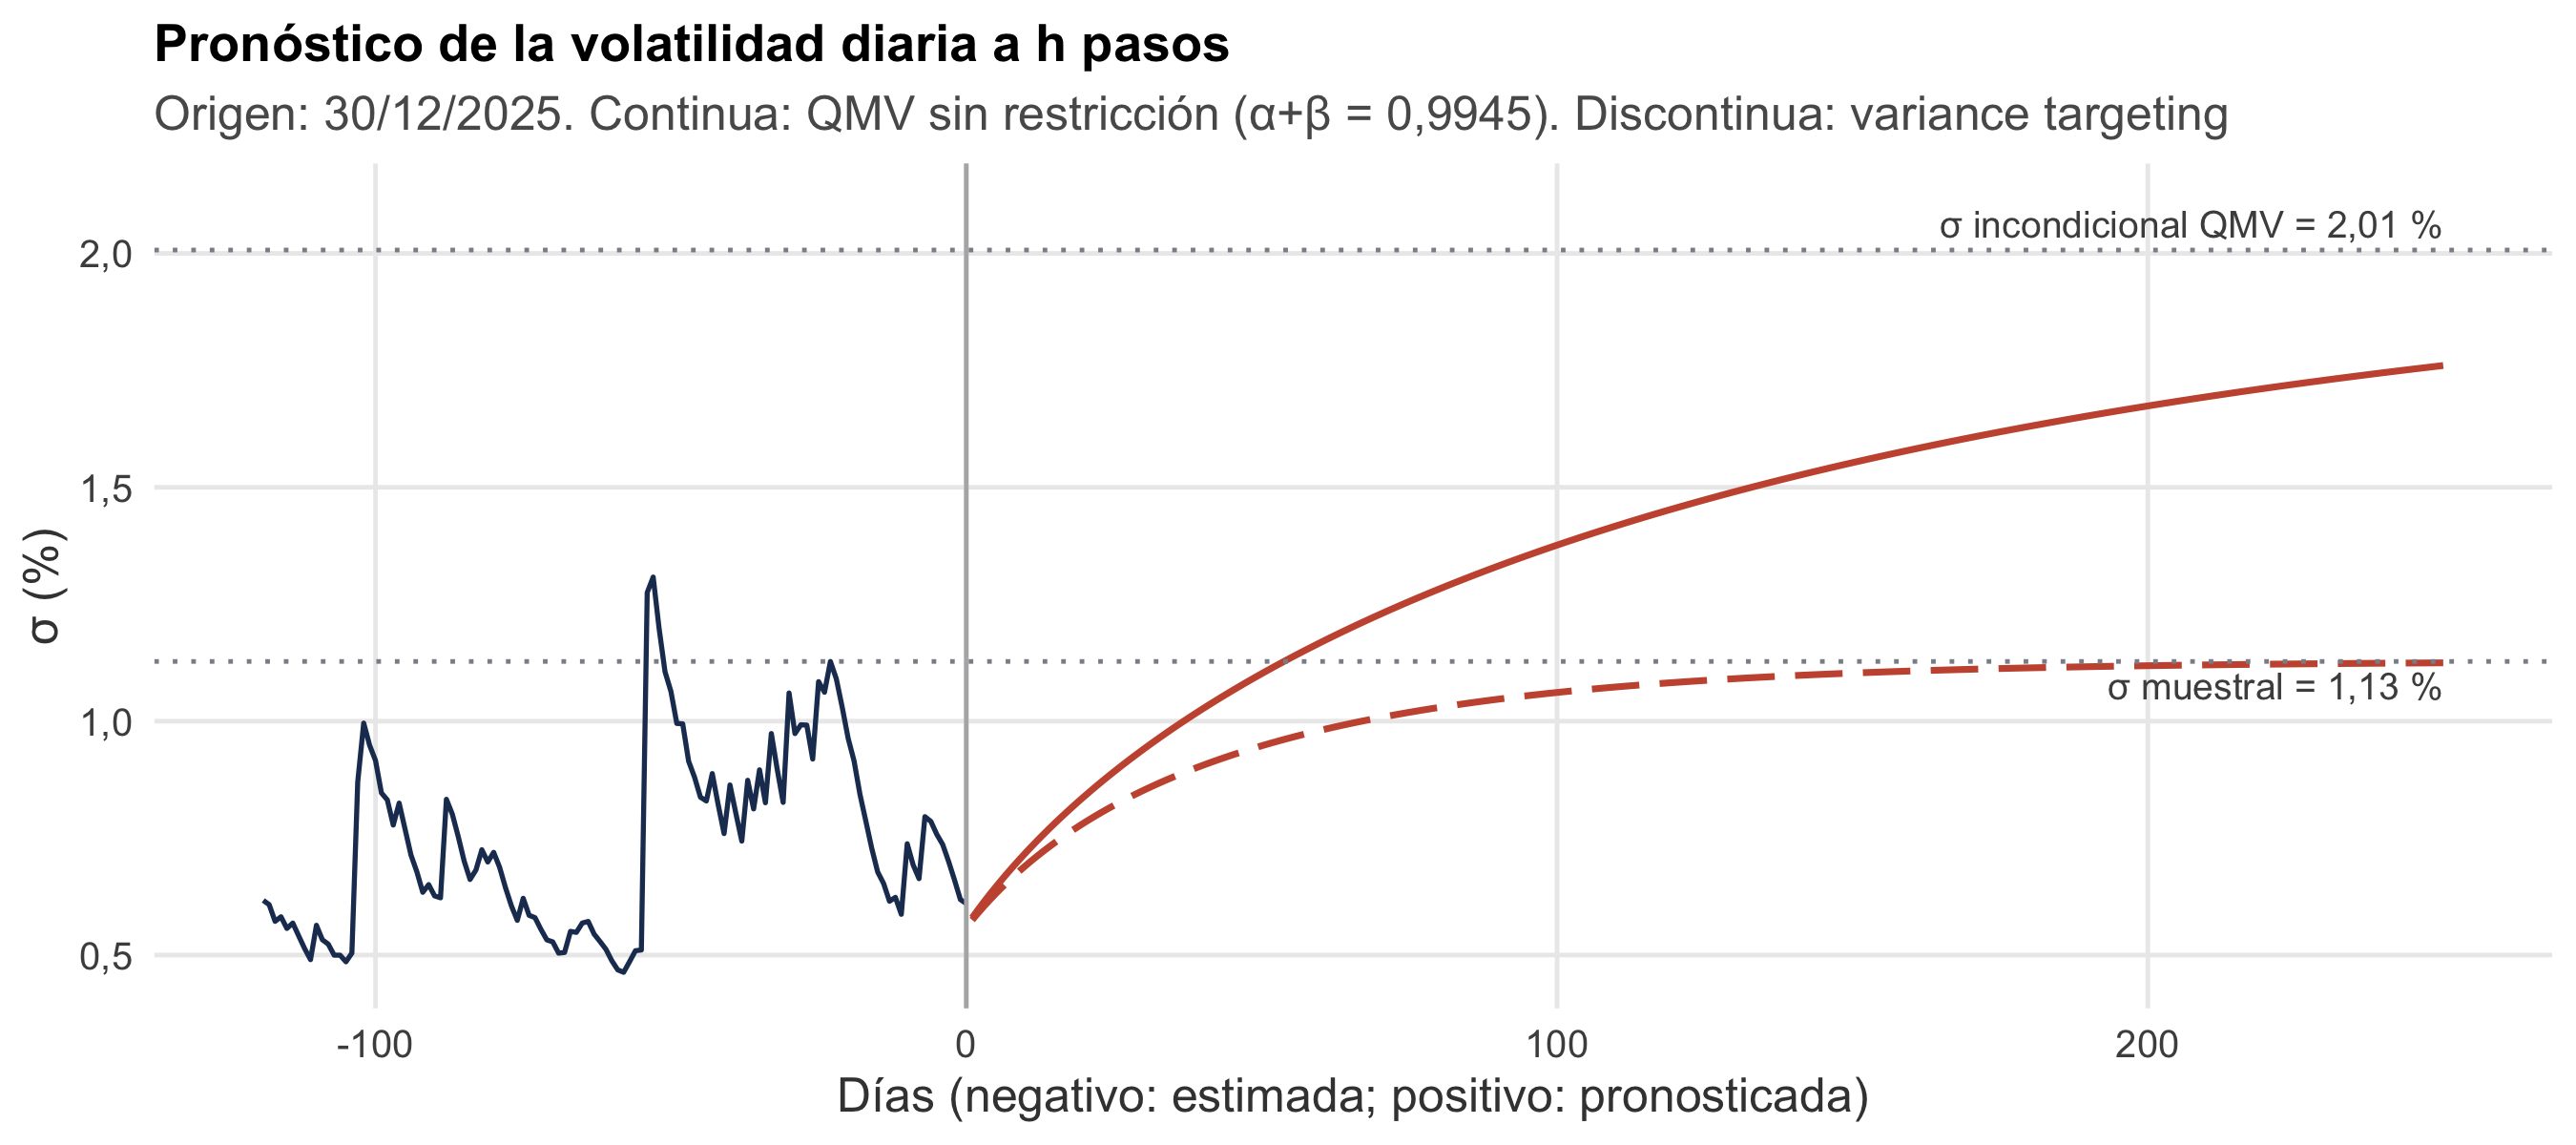 Pronóstico de la volatilidad diaria a h pasos
Origen: 30/12/2025. Continua: QMV sin restricción (α+β = 0,9945). Discontinua: variance targeting
σ incondicional QMV = 2,01 %
2,0
1,5
σ (%)
σ muestral = 1,13 %
1,0
0,5
-100
0
100
200
Días (negativo: estimada; positivo: pronosticada)